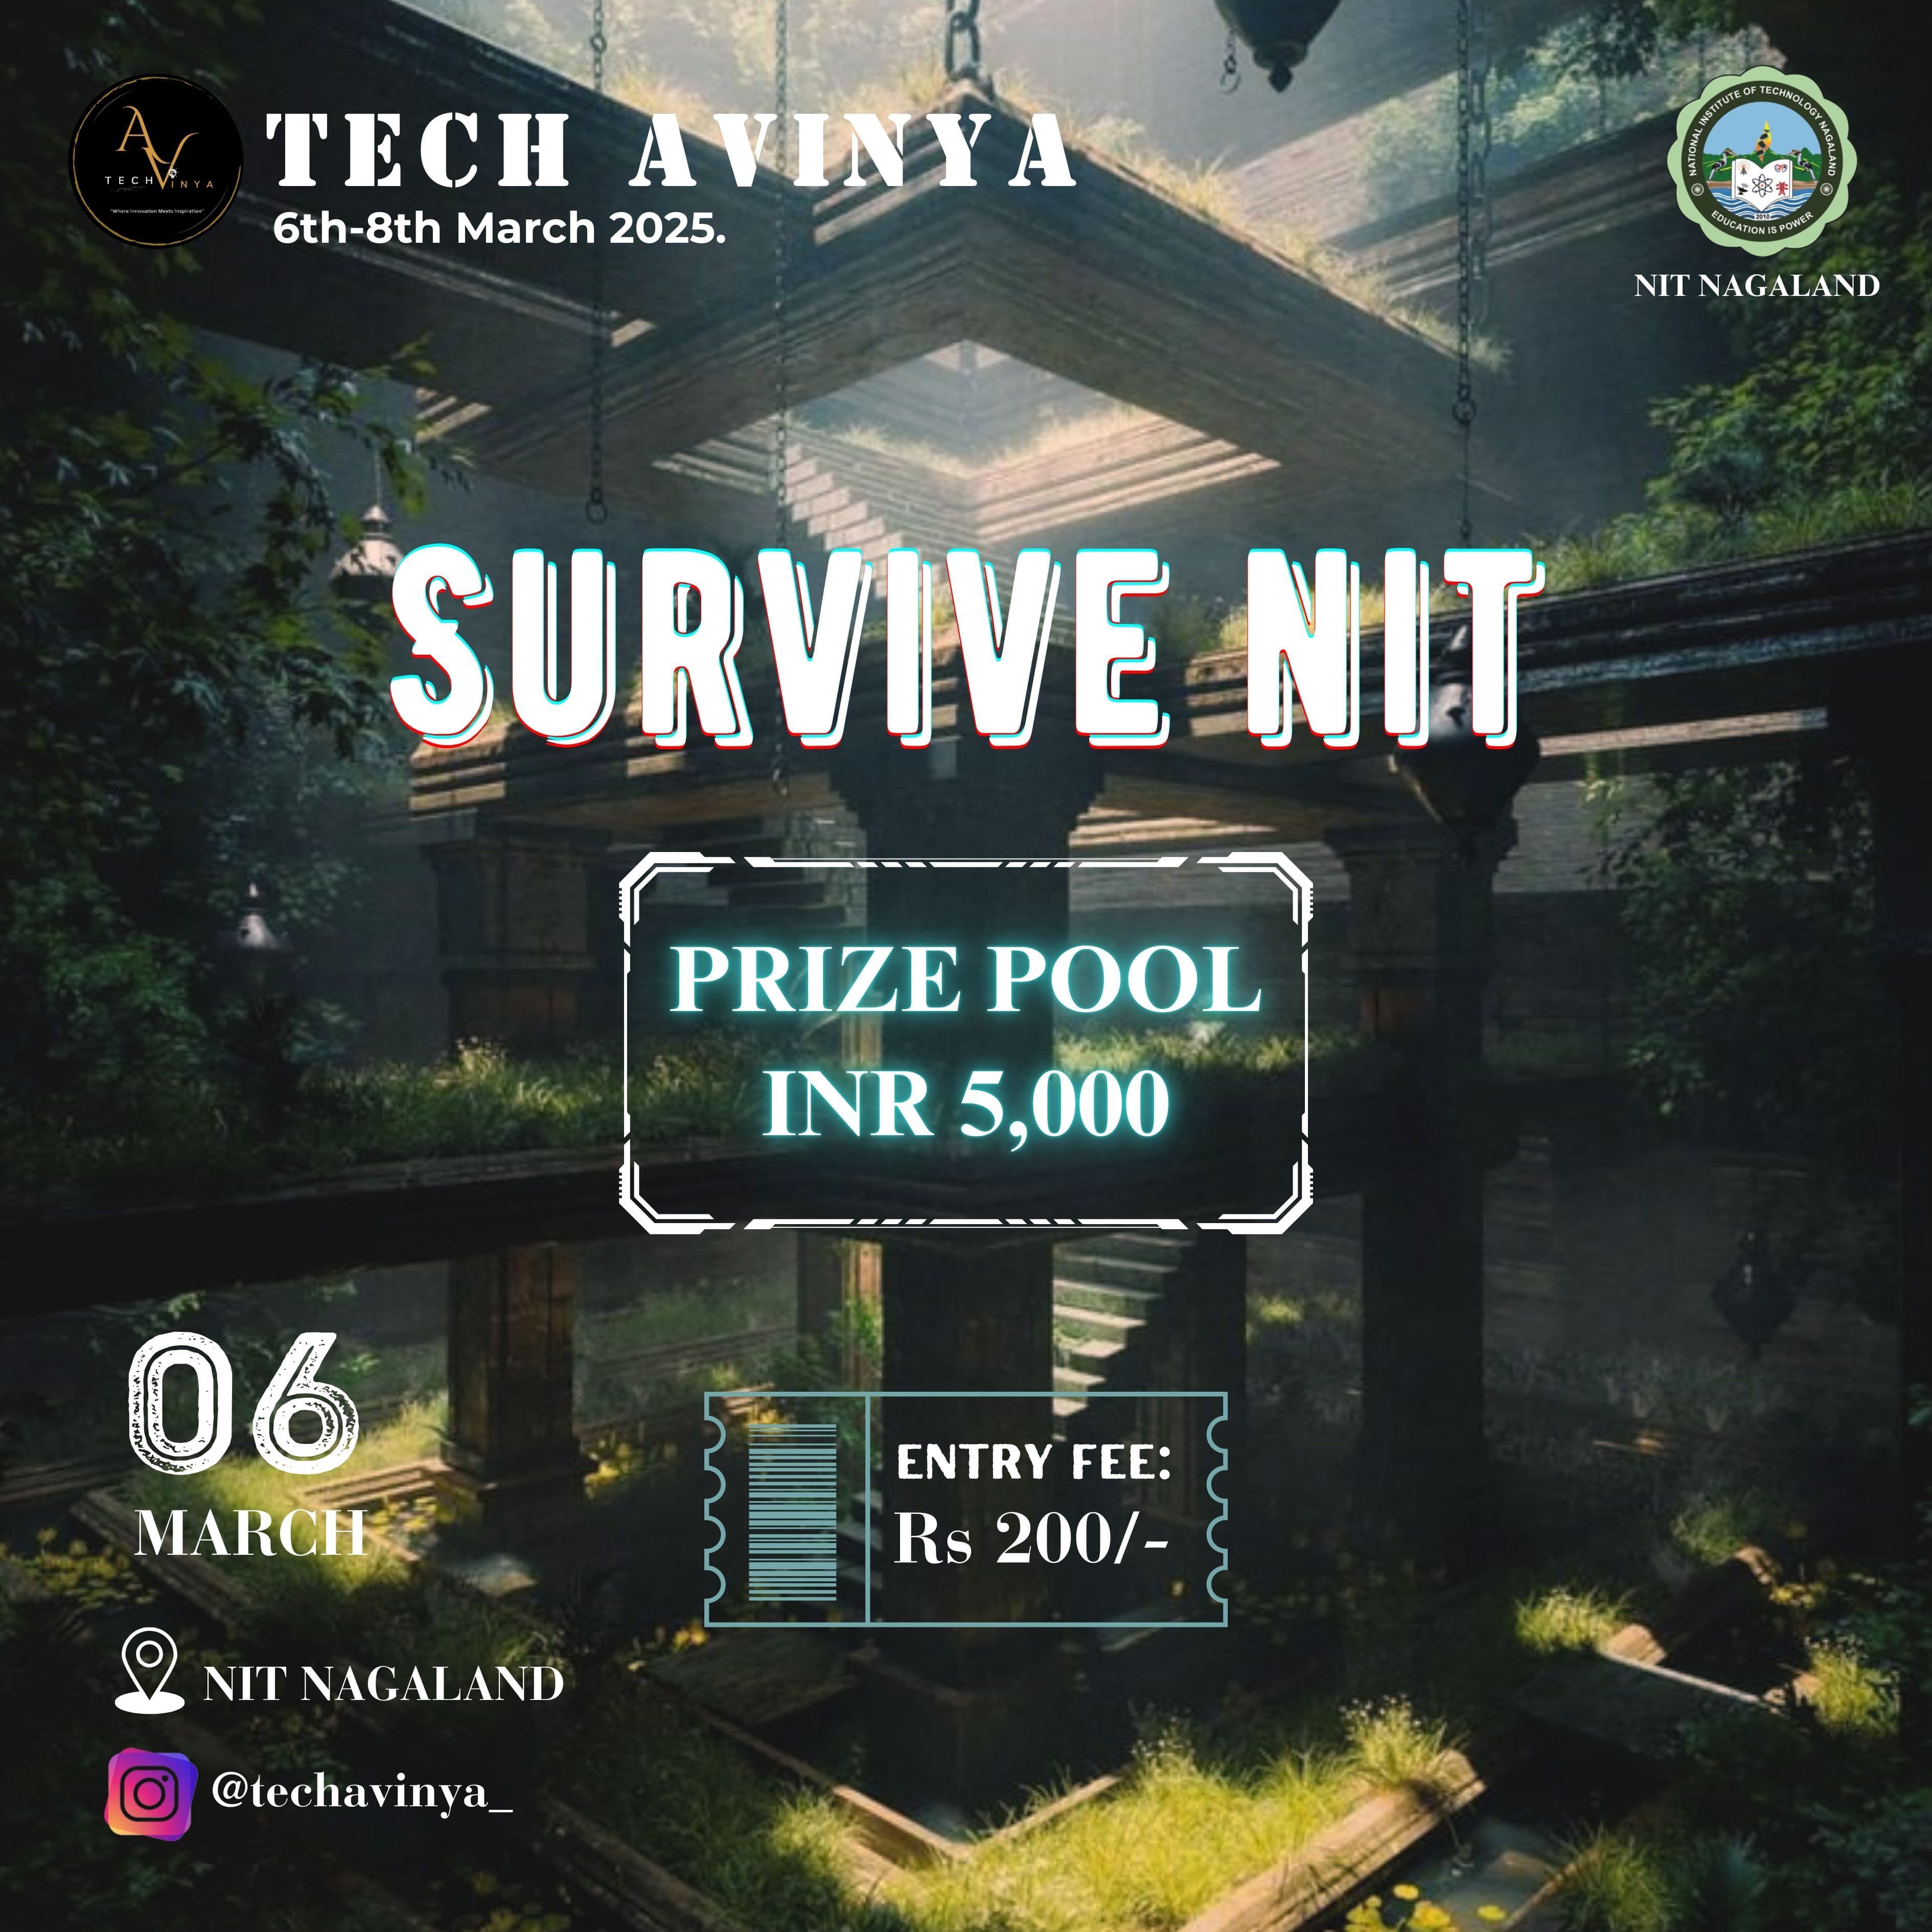 AV
TECH VINYA
"Where Innovation Meets Inspiration"
TECH AVINYA
6th-8th March 2025.
NATIONAL INSTITUTE OF TECHNOLOGY NAGALAND
2010
EDUCATION IS POWER
NIT NAGALAND
SURVIVE NIT
PRIZE POOL
INR 5,000
06
MARCH
ENTRY FEE:
Rs 200/-
NIT NAGALAND
@techavinya_